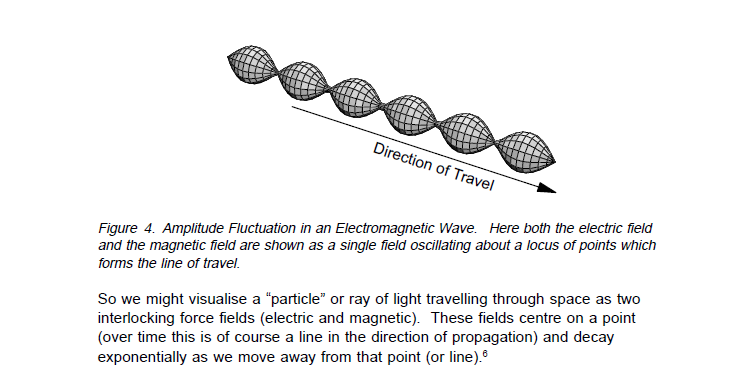 Direction of Travel
Figure 4. Amplitude Fluctuation in an Electromagnetic Wave. Here both the electric field
and the magnetic field are shown as a single field oscillating about a locus of points which
forms the line of travel.
So we might visualise a “particle” or ray of light travelling through space as two
interlocking force fields (electric and magnetic). These fields centre on a point
(over time this is of course a line in the direction of propagation) and decay
exponentially as we move away from that point (or line).⁶